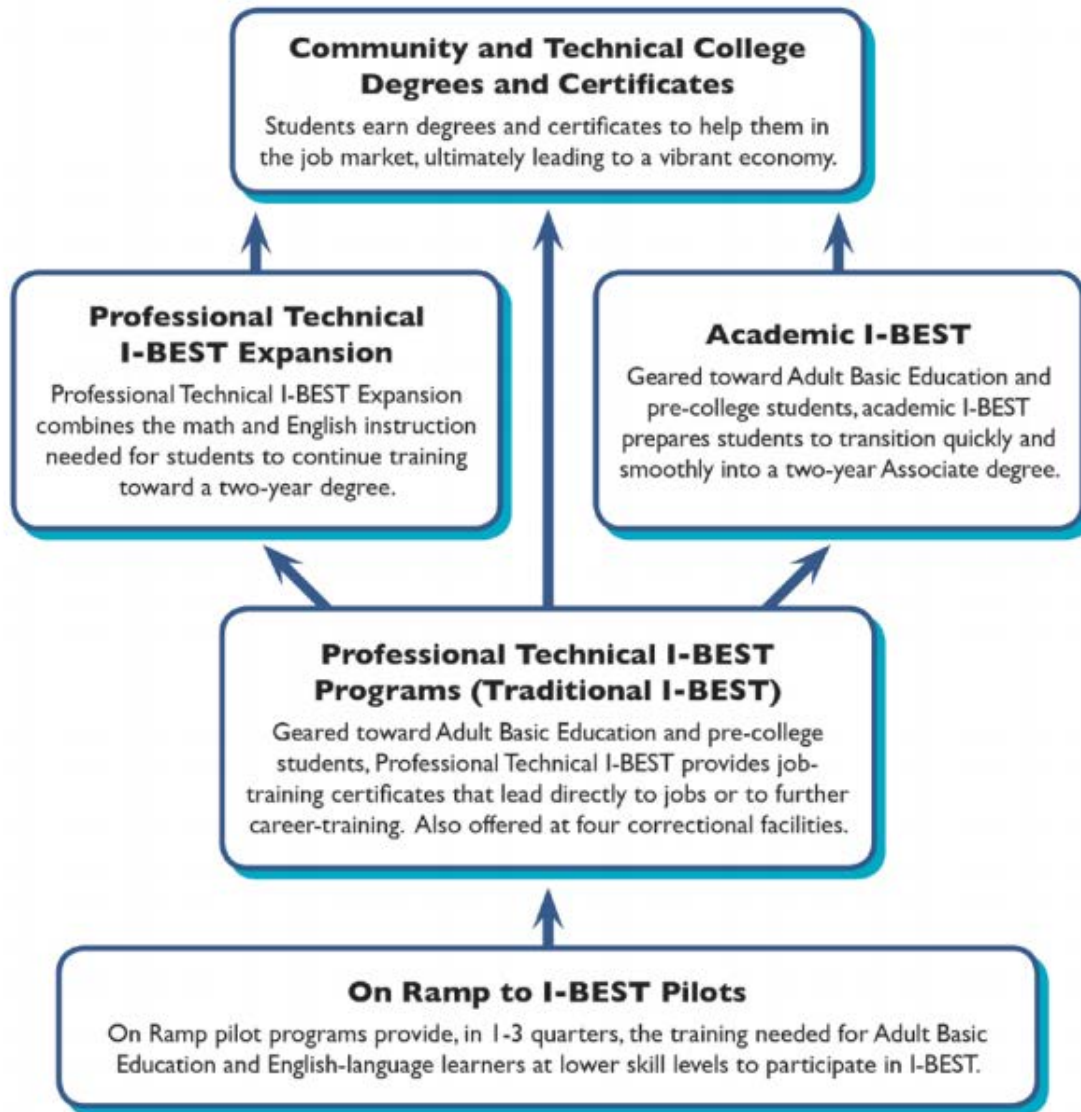 Community and Technical College
Degrees and Certificates
Students earn degrees and certificates to help them in
the job market, ultimately leading to a vibrant economy.
Professional Technical
I-BEST Expansion
Professional Technical I-BEST Expansion
combines the math and English instruction
needed for students to continue training
toward a two-year degree.
Academic I-BEST
Geared toward Adult Basic Education and
pre-college students, academic I-BEST
prepares students to transition quickly and
smoothly into a two-year Associate degree.
Professional Technical I-BEST
Programs (Traditional I-BEST)
Geared toward Adult Basic Education and pre-college
students, Professional Technical I-BEST provides job-
training certificates that lead directly to jobs or to further
career-training. Also offered at four correctional facilities.
On Ramp to I-BEST Pilots
On Ramp pilot programs provide, in 1-3 quarters, the training needed for Adult Basic
Education and English-language learners at lower skill levels to participate in I-BEST.